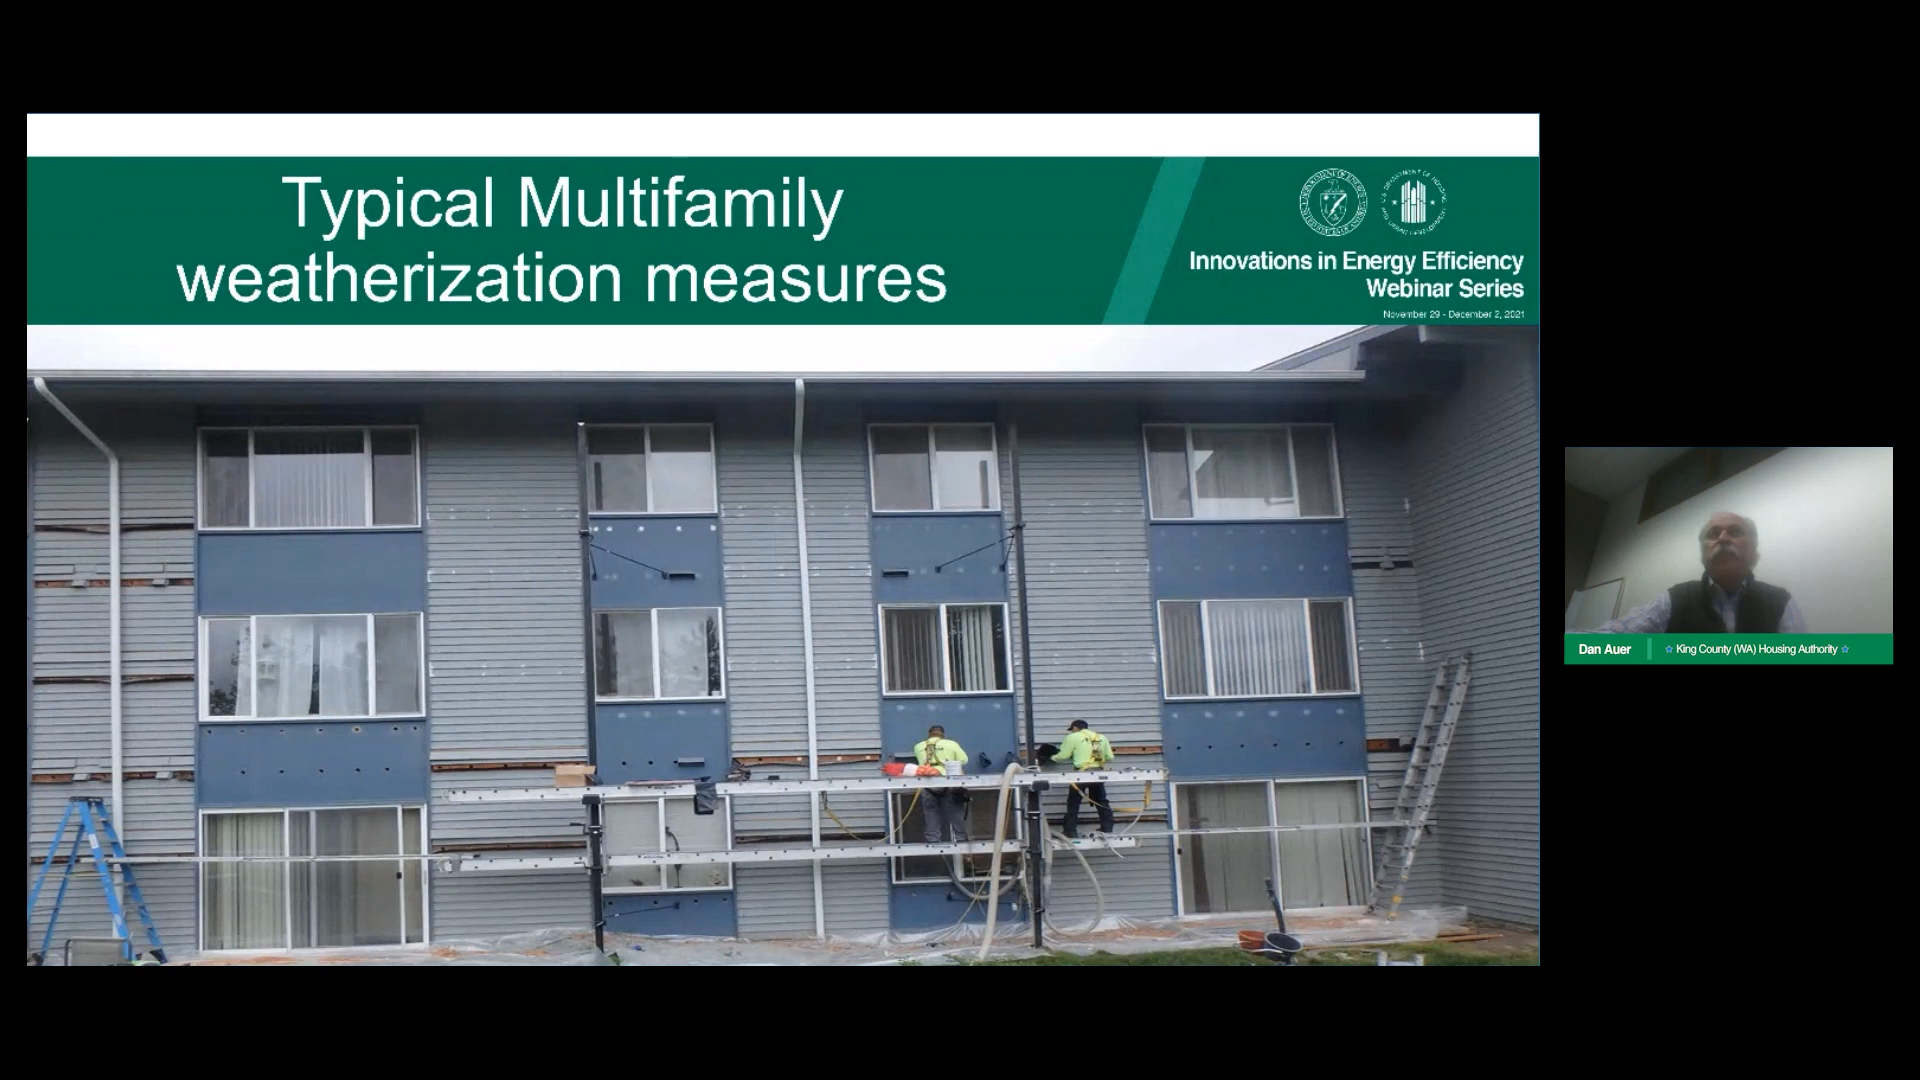 Typical Multifamily
weatherization measures
Innovations in Energy Efficiency
Webinar Series
November 29 - December 2, 2021
Dan Auer
☆ King County (WA) Housing Authority ☆